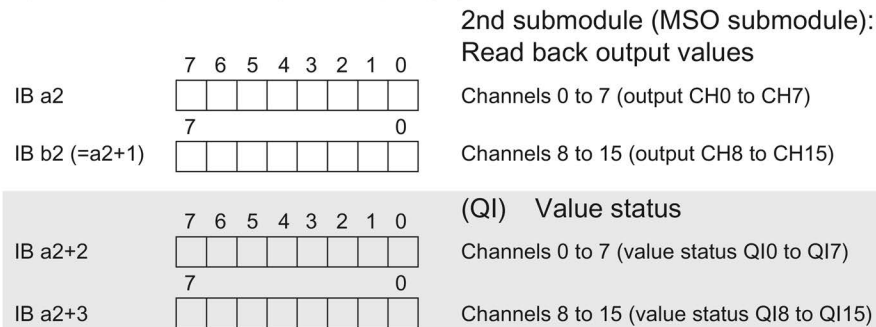 2nd submodule (MSO submodule):
Read back output values
7 6 5 4 3 2 1 0
IB a2 Channels 0 to 7 (output CH0 to CH7)
7 0
IB b2 (=a2+1) Channels 8 to 15 (output CH8 to CH15)
(QI) Value status
7 6 5 4 3 2 1 0
IB a2+2 Channels 0 to 7 (value status QI0 to QI7)
7 0
IB a2+3 Channels 8 to 15 (value status QI8 to QI15)